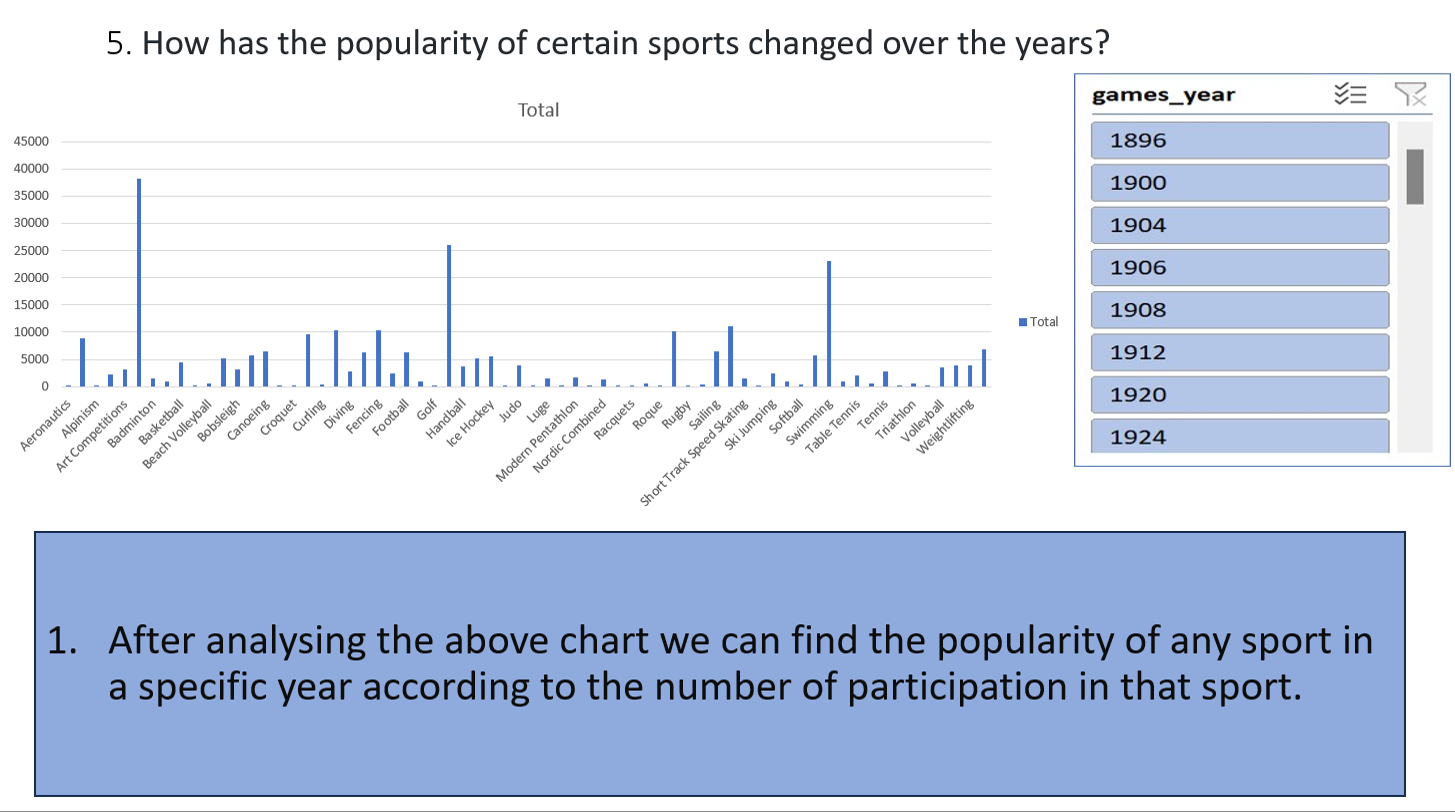 5. How has the popularity of certain sports changed over the years?
Total
45000
40000
35000
30000
25000
20000
15000
10000
5000
0
Aeronautics
Alpinism
Art Competitions
Badminton
Basketball
Beach Volleyball
Bobsleigh
Canoeing
Croquet
Curling
Diving
Fencing
Football
Golf
Handball
Ice Hockey
Judo
Luge
Modern Pentathlon
Nordic Combined
Racquets
Roque
Rugby
Sailing
Short Track Speed Skating
Ski Jumping
Softball
Swimming
Table Tennis
Tennis
Triathlon
Volleyball
Weightlifting
Total
games_year
1896
1900
1904
1906
1908
1912
1920
1924
1. After analysing the above chart we can find the popularity of any sport in
a specific year according to the number of participation in that sport.